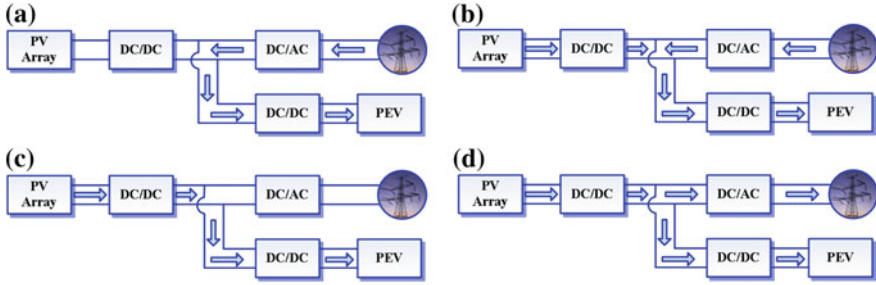 (a)
PV
Array
DC/DC
DC/AC
DC/DC
PEV
(b)
PV
Array
DC/DC
DC/AC
DC/DC
PEV
(c)
PV
Array
DC/DC
DC/AC
DC/DC
PEV
(d)
PV
Array
DC/DC
DC/AC
DC/DC
PEV